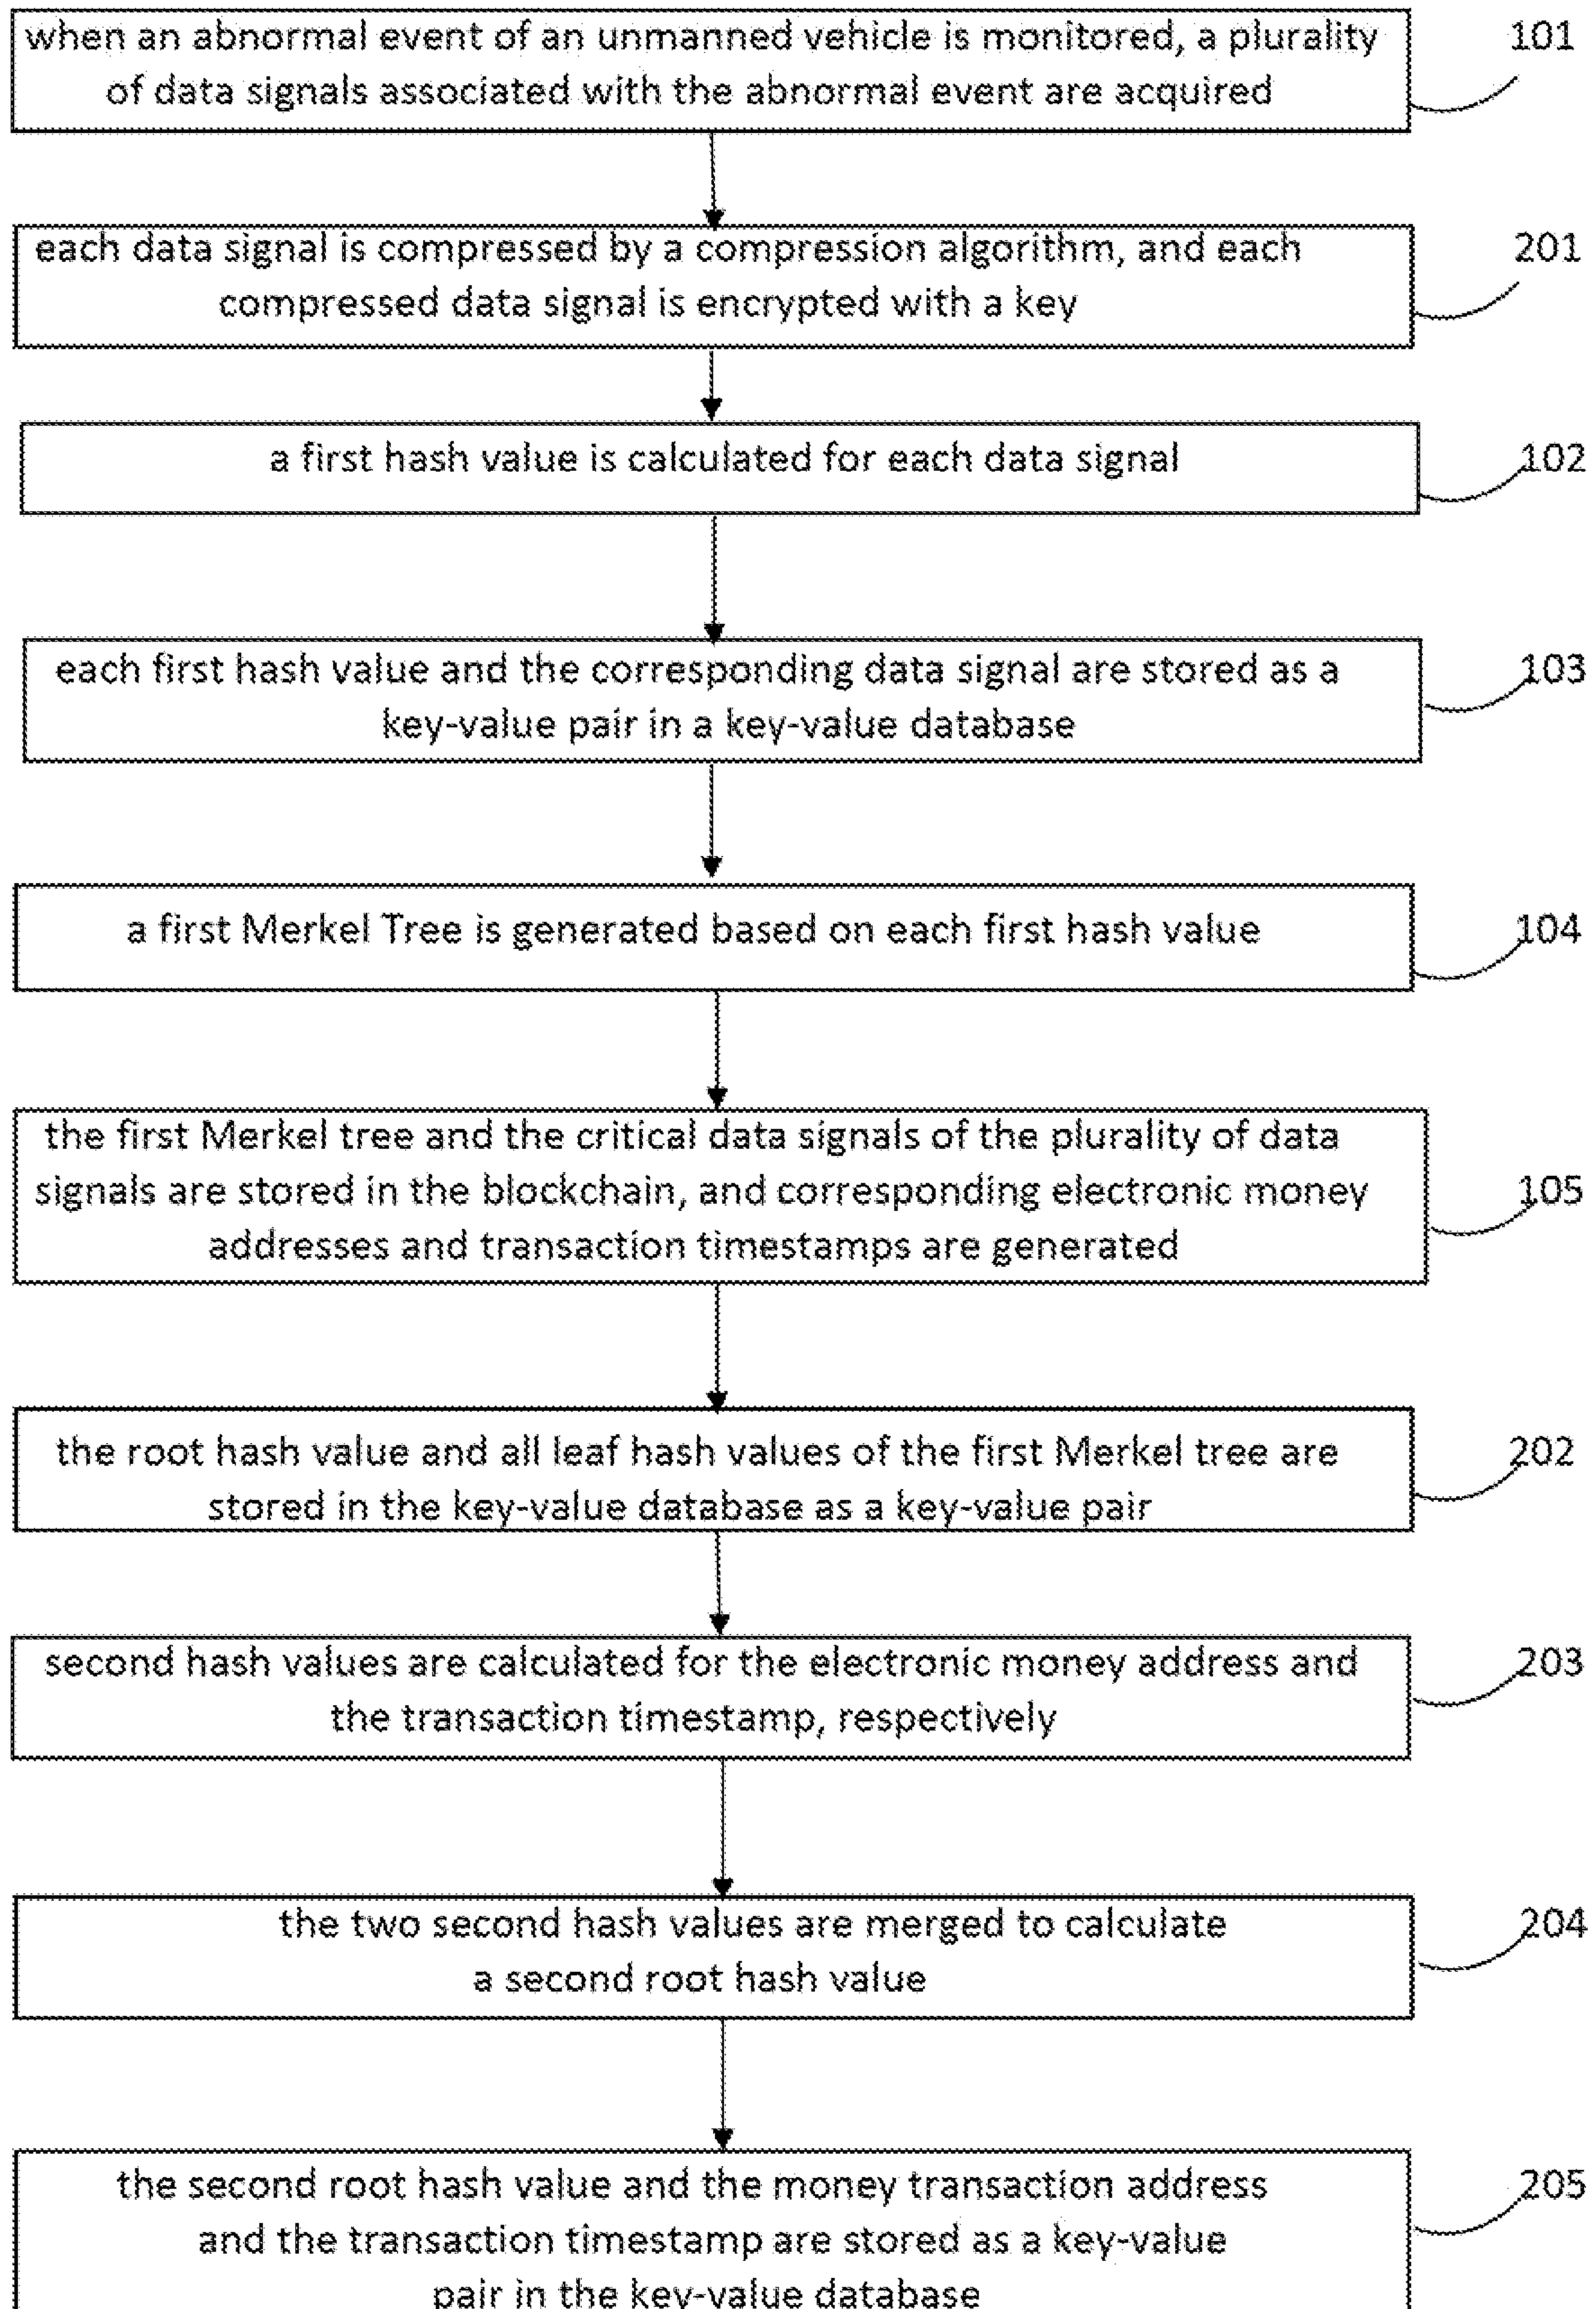 when an abnormal event of an unmanned vehicle is monitored, a plurality
of data signals associated with the abnormal event are acquired
101
each data signal is compressed by a compression algorithm, and each
compressed data signal is encrypted with a key
201
a first hash value is calculated for each data signal
102
each first hash value and the corresponding data signal are stored as a
key-value pair in a key-value database
103
a first Merkel Tree is generated based on each first hash value
104
the first Merkel tree and the critical data signals of the plurality of data
signals are stored in the blockchain, and corresponding electronic money
addresses and transaction timestamps are generated
105
the root hash value and all leaf hash values of the first Merkel tree are
stored in the key-value database as a key-value pair
202
second hash values are calculated for the electronic money address and
the transaction timestamp, respectively
203
the two second hash values are merged to calculate
a second root hash value
204
the second root hash value and the money transaction address
and the transaction timestamp are stored as a key-value
pair in the key-value database
205